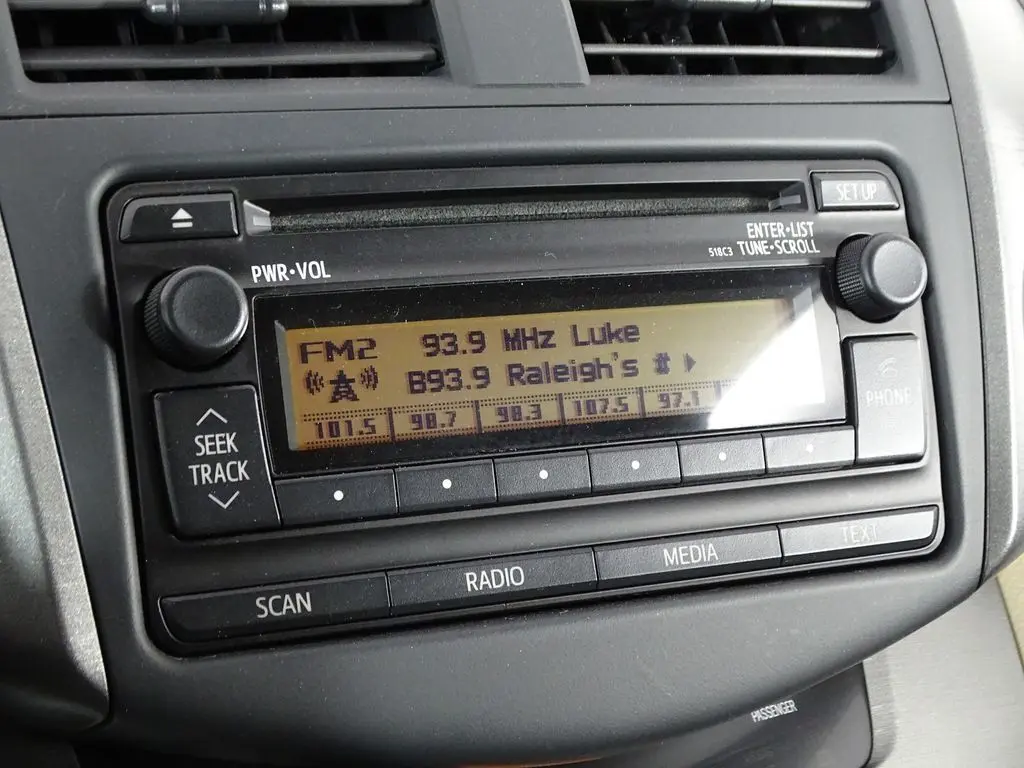 SET UP
ENTER•LIST
518C3 TUNE•SCROLL
PWR•VOL
FM2 93.9 MHz Luke
B93.9 Raleigh's #
101.5 98.7 98.3 107.5 97.1
PHONE
SEEK
TRACK
SCAN RADIO MEDIA TEXT
PASSENGER